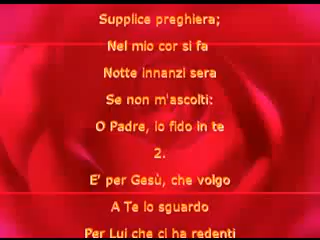 Supplice preghiera;
Nel mio cor si fa
Notte innanzi sera
Se non m'ascolti:
O Padre, io fido in te
2.
E' per Gesù, che volgo
A Te lo sguardo
Per Lui che ci ha redenti